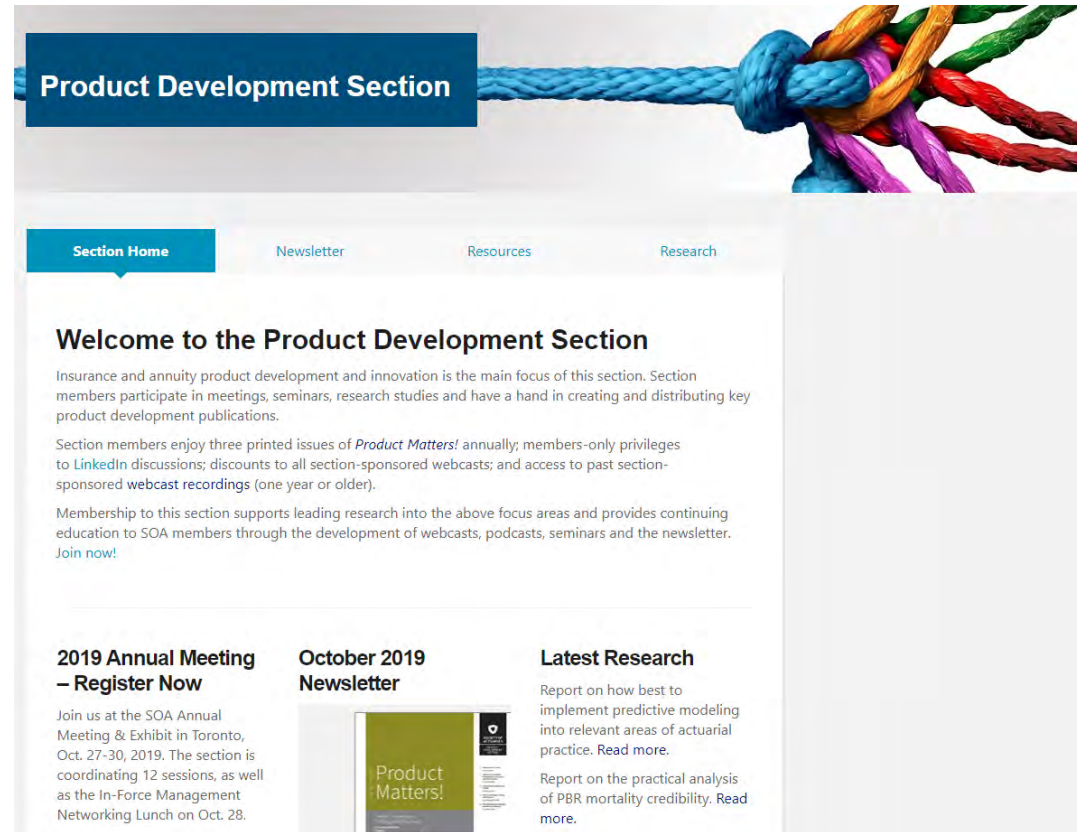 Product Development Section
Section Home
Newsletter
Resources
Research
Welcome to the Product Development Section
Insurance and annuity product development and innovation is the main focus of this section. Section
members participate in meetings, seminars, research studies and have a hand in creating and distributing key
product development publications.
Section members enjoy three printed issues of Product Matters! annually; members-only privileges
to LinkedIn discussions; discounts to all section-sponsored webcasts; and access to past section-
sponsored webcast recordings (one year or older).
Membership to this section supports leading research into the above focus areas and provides continuing
education to SOA members through the development of webcasts, podcasts, seminars and the newsletter.
Join now!
2019 Annual Meeting
– Register Now
Join us at the SOA Annual
Meeting & Exhibit in Toronto,
Oct. 27-30, 2019. The section is
coordinating 12 sessions, as well
as the In-Force Management
Networking Lunch on Oct. 28.
October 2019
Newsletter
Product
Matters!
Latest Research
Report on how best to
implement predictive modeling
into relevant areas of actuarial
practice. Read more.
Report on the practical analysis
of PBR mortality credibility. Read
more.